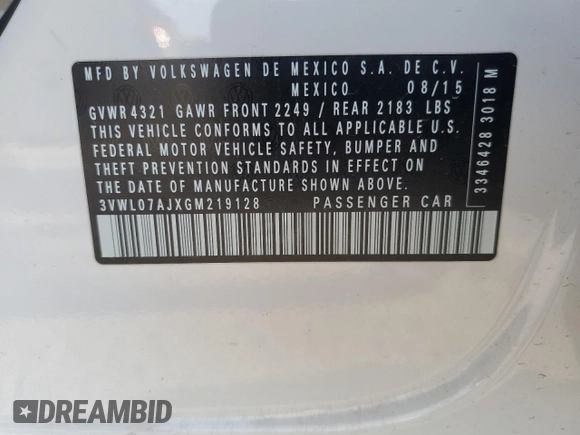 MFD BY VOLKSWAGEN DE MEXICO S.A. DE C.V.
MEXICO 08/15
GVWR 4321 GAWR FRONT 2249 / REAR 2183 LBS
THIS VEHICLE CONFORMS TO ALL APPLICABLE U.S.
FEDERAL MOTOR VEHICLE SAFETY, BUMPER AND
THEFT PREVENTION STANDARDS IN EFFECT ON
THE DATE OF MANUFACTURE SHOWN ABOVE.
3VWL07AJXGM219128 PASSENGER CAR
3346428 3018 M
DREAMBID